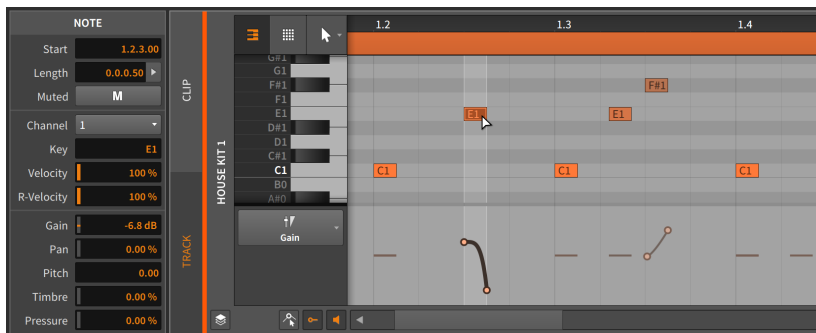 NOTE
Start 1.2.3.00
Length 0.0.0.50
Muted M
Channel 1
Key E1
Velocity 100 %
R-Velocity 100 %
Gain -6.8 dB
Pan 0.00 %
Pitch 0.00
Timbre 0.00 %
Pressure 0.00 %
CLIP
TRACK
HOUSE KIT 1
1.2 1.3 1.4
G#1
G1
F#1 F#1
F1
E1 E1 E1
D#1
D1
C#1
C1 C1 C1 C1
B0
A#0
Gain